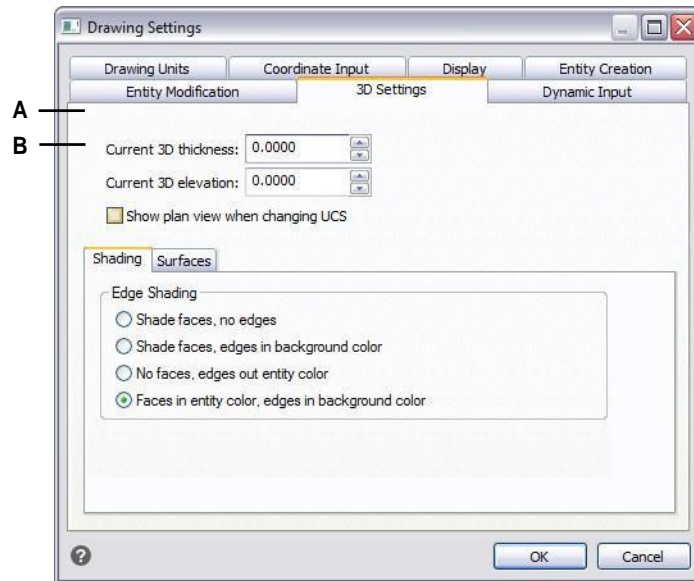 Drawing Settings
Drawing Units Coordinate Input Display Entity Creation
Entity Modification 3D Settings Dynamic Input
A
B
Current 3D thickness: 0.0000
Current 3D elevation: 0.0000
Show plan view when changing UCS
Shading Surfaces
Edge Shading
Shade faces, no edges
Shade faces, edges in background color
No faces, edges out entity color
Faces in entity color, edges in background color
? OK Cancel